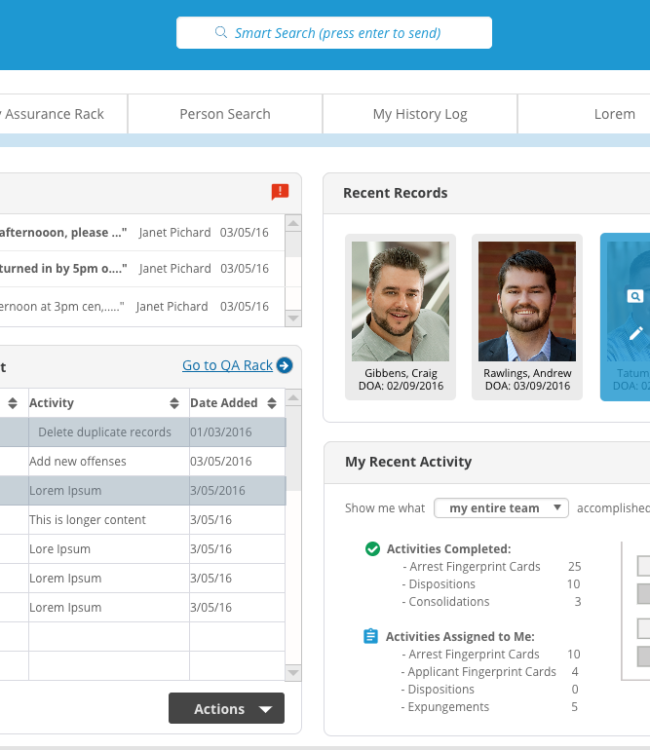 Smart Search (press enter to send)
Assurance Rack
Person Search
My History Log
Lorem
Recent Records
afternooon, please ..." Janet Pichard 03/05/16
turned in by 5pm o...." Janet Pichard 03/05/16
ernoon at 3pm cen,....." Janet Pichard 03/05/16
Gibbens, Craig
DOA: 02/09/2016
Rawlings, Andrew
DOA: 03/09/2016
Tatum
DOA: 02
t
Go to QA Rack
Activity Date Added
Delete duplicate records 01/03/2016
Add new offenses 03/05/2016
Lorem Ipsum 3/05/2016
This is longer content 3/05/16
Lore Ipsum 3/05/16
Lorem Ipsum 3/05/16
Lorem Ipsum 3/05/16
Actions
My Recent Activity
Show me what my entire team accomplished
Activities Completed:
- Arrest Fingerprint Cards 25
- Dispositions 10
- Consolidations 3
Activities Assigned to Me:
- Arrest Fingerprint Cards 10
- Applicant Fingerprint Cards 4
- Dispositions 0
- Expungements 5